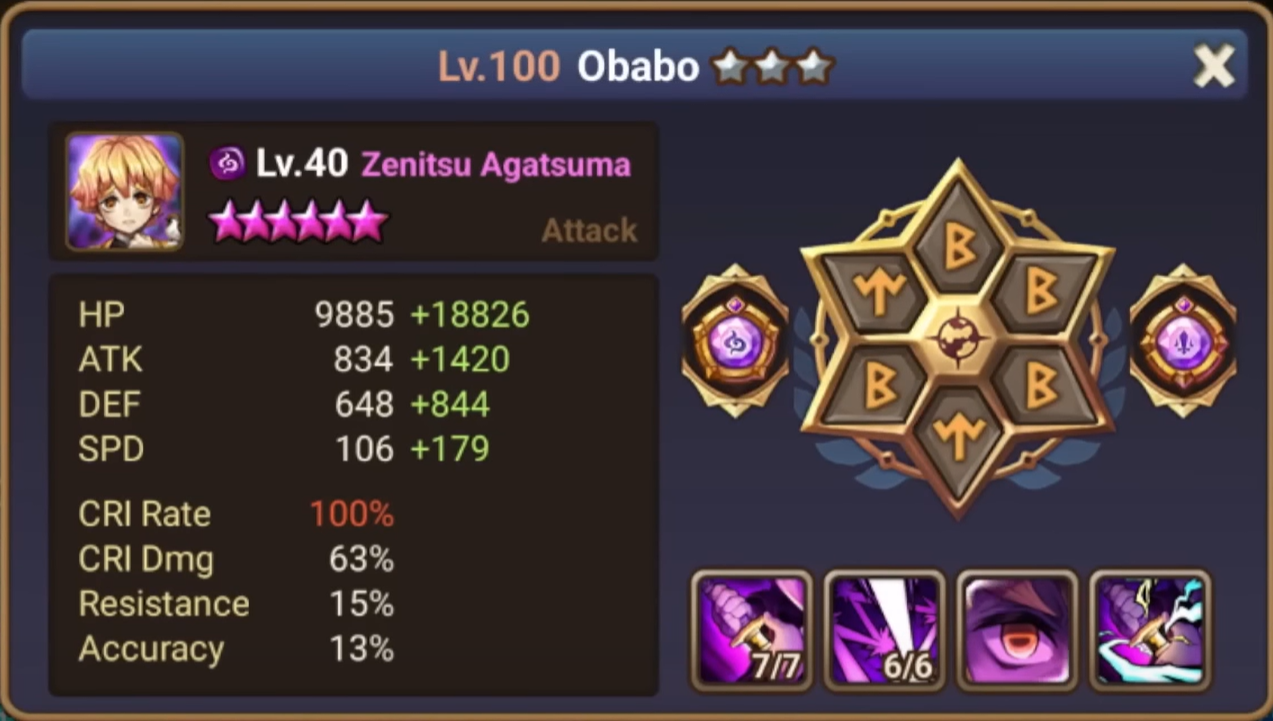 Lv.100 Obabo
Lv.40 Zenitsu Agatsuma
Attack
HP 9885 +18826
ATK 834 +1420
DEF 648 +844
SPD 106 +179
CRI Rate 100%
CRI Dmg 63%
Resistance 15%
Accuracy 13%
7/7 6/6